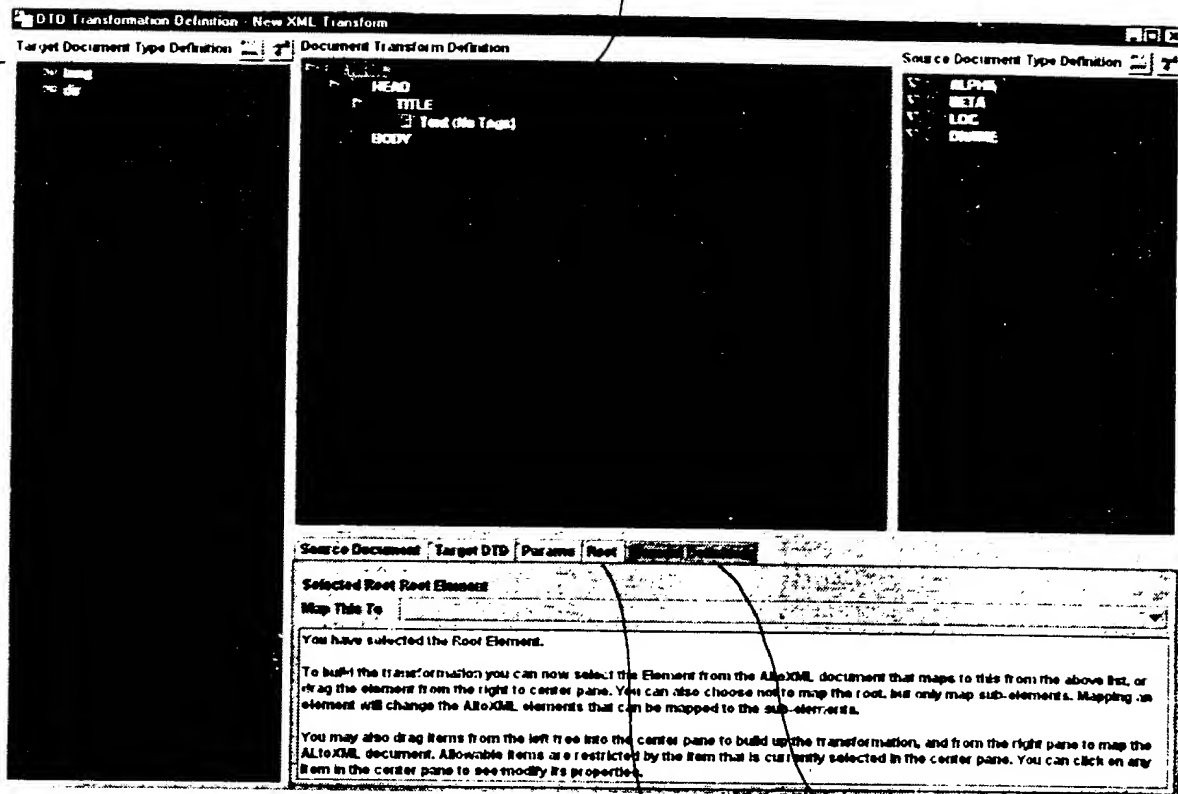 DTD Transformation Definition - New XML Transform
Target Document Type Definition
Document Transform Definition
Source Document Type Definition
lang
dir
HEAD
TITLE
Text (No Tags)
BODY
ALPHA
BETA
LOC
Source Document Target DTD Params Root
Selected Root Root Element
Map This To
You have selected the Root Element.
To build the transformation you can now select the Element from the AltoXML document that maps to this from the above list, or
drag the element from the right to center pane. You can also choose not to map the root, but only map sub-elements. Mapping an
element will change the AltoXML elements that can be mapped to the sub-elements.
You may also drag items from the left tree into the center pane to build up the transformation, and from the right pane to map the
ALtoXML document. Allowable items are restricted by the item that is currently selected in the center pane. You can click on any
item in the center pane to see modify its properties.